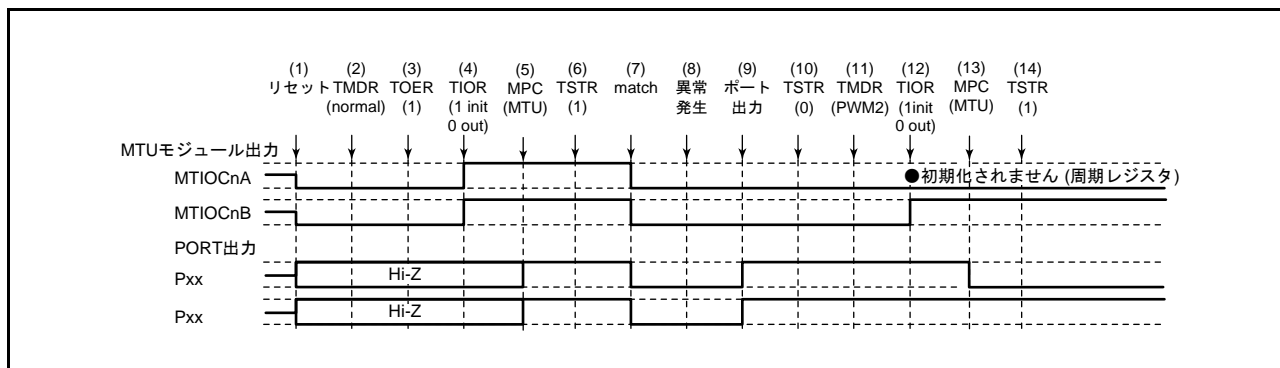 (1) (2) (3) (4) (5) (6) (7) (8) (9) (10) (11) (12) (13) (14)
リセット TMDR TOER TIOR MPC TSTR match 異常 ポート TSTR TMDR TIOR MPC TSTR
(normal) (1) (1 init (MTU) (1) 発生 出力 (0) (PWM2) (1init (MTU) (1)
0 out) 0 out)
MTUモジュール出力
MTIOCnA ●初期化されません (周期レジスタ)
MTIOCnB
PORT出力
Pxx Hi-Z
Pxx Hi-Z